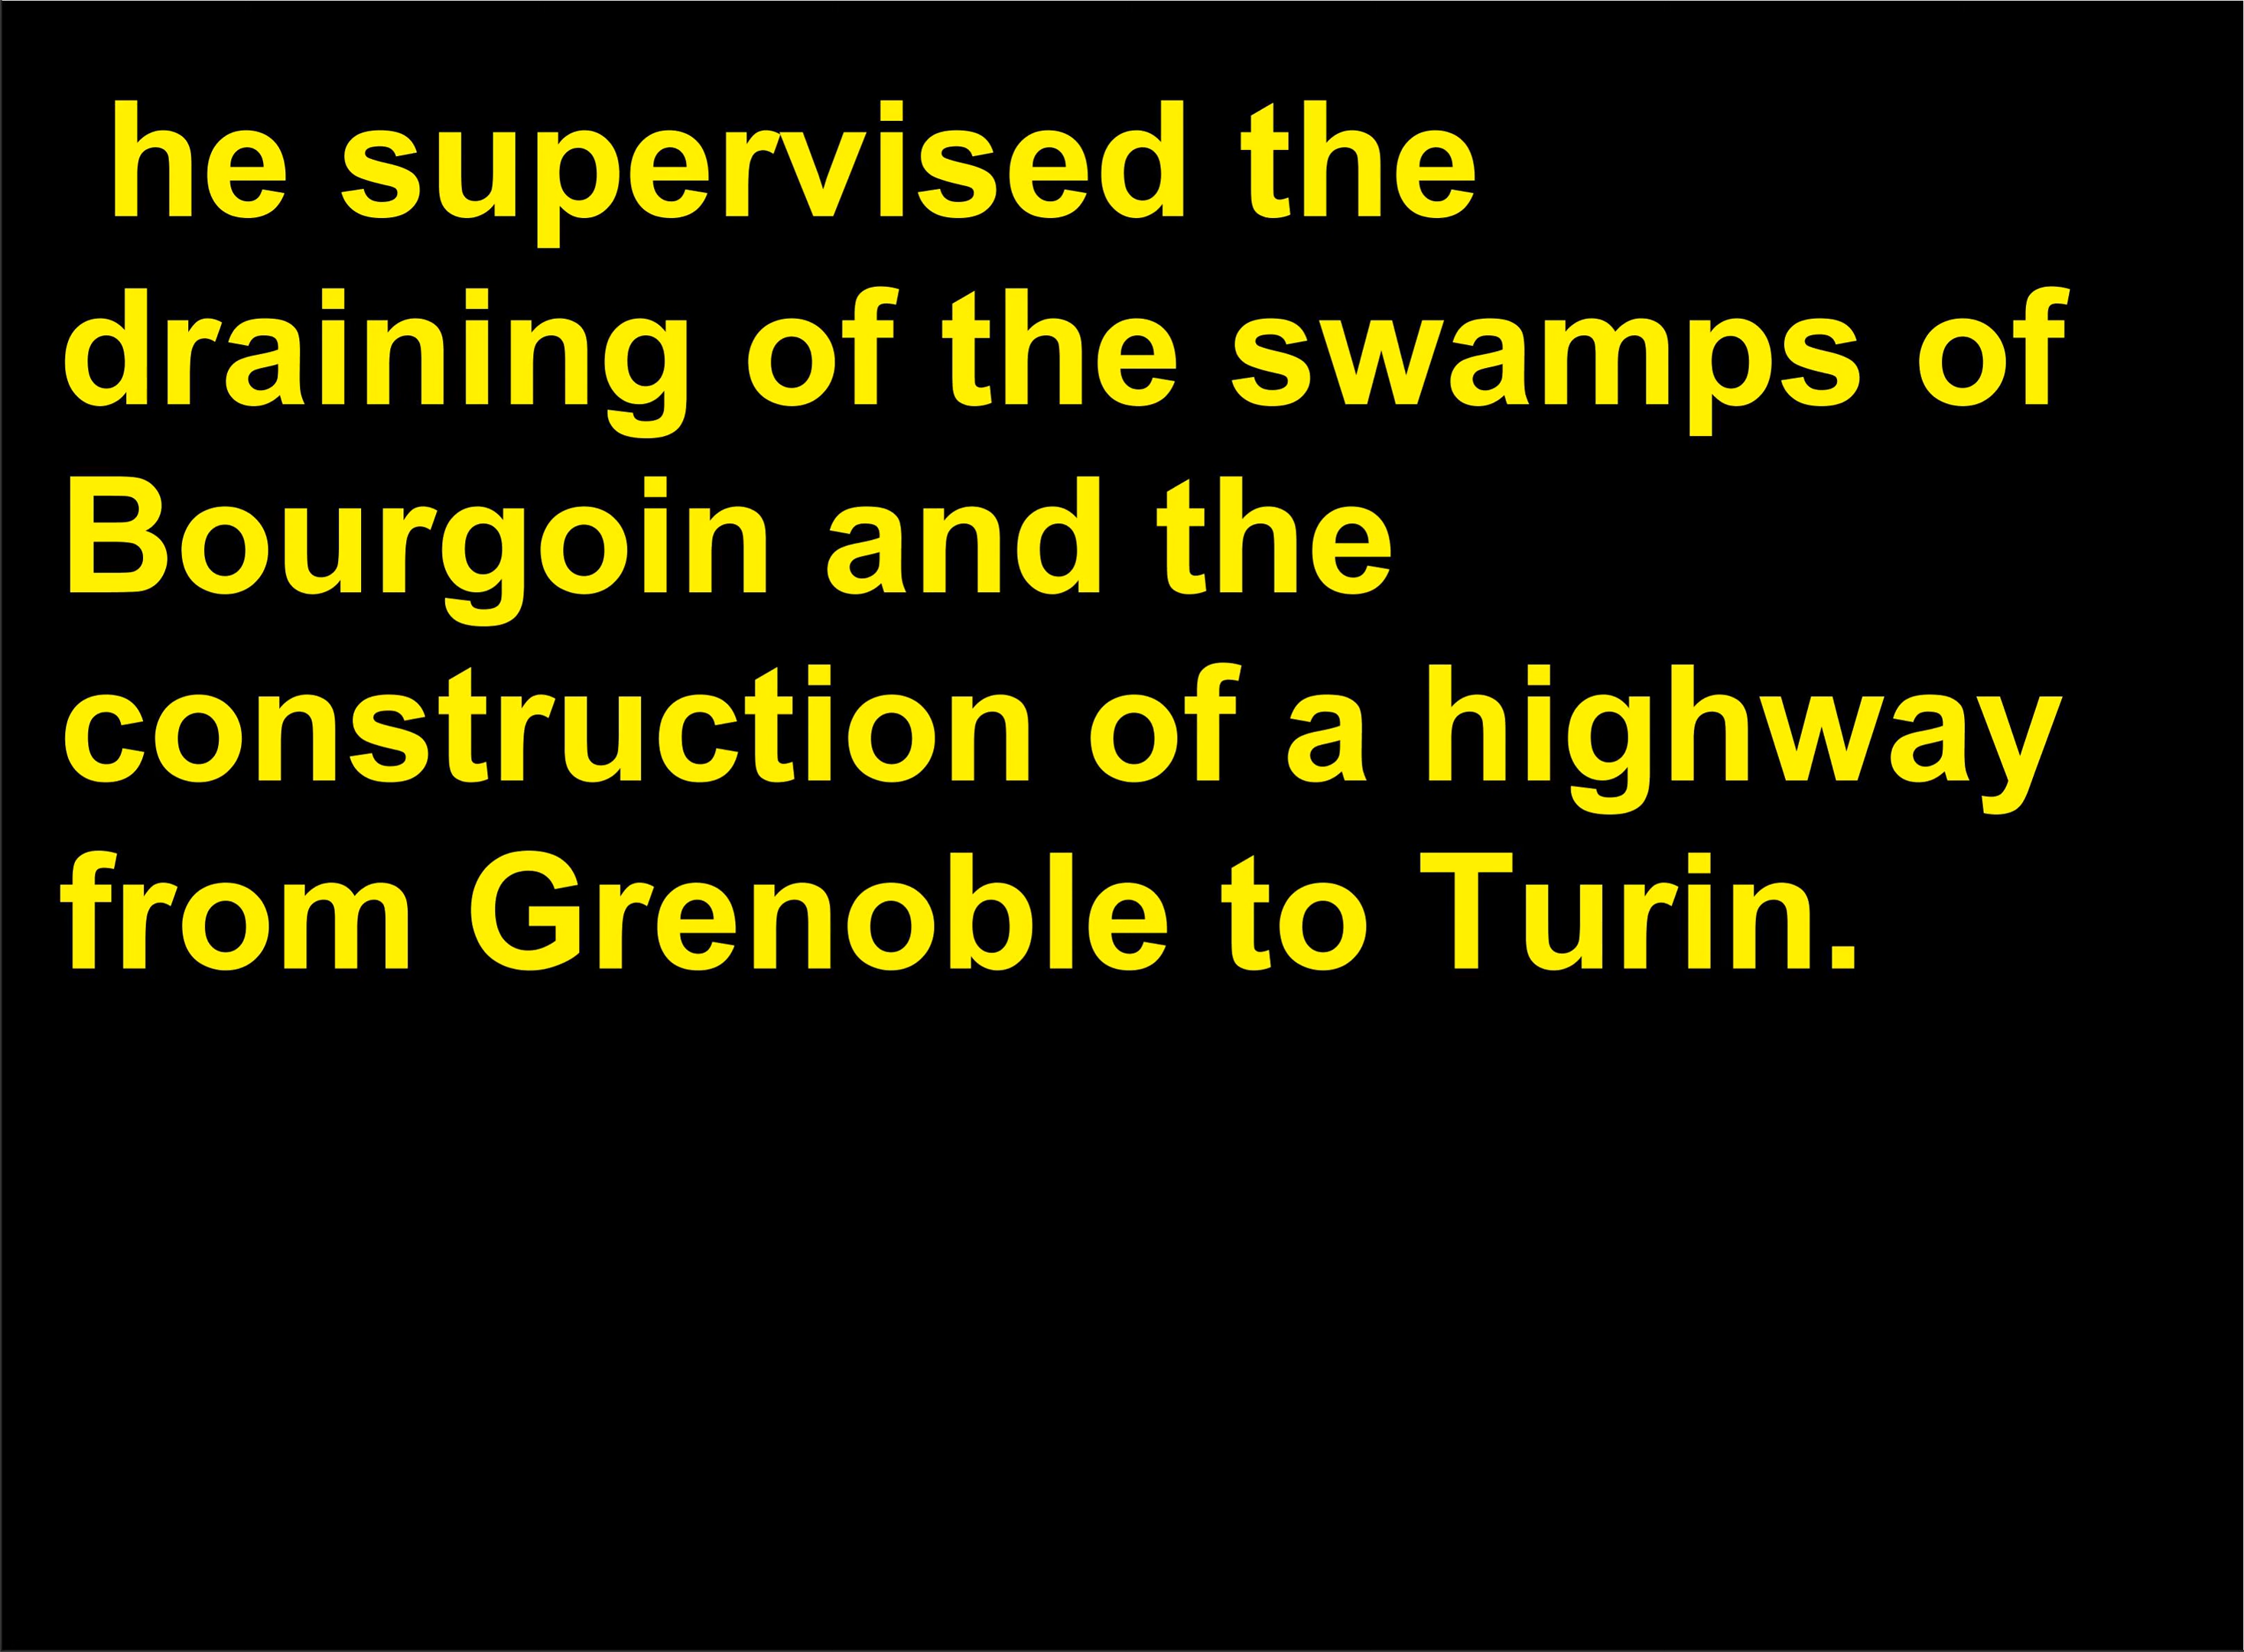 he supervised the
draining of the swamps of
Bourgoin and the
construction of a highway
from Grenoble to Turin.